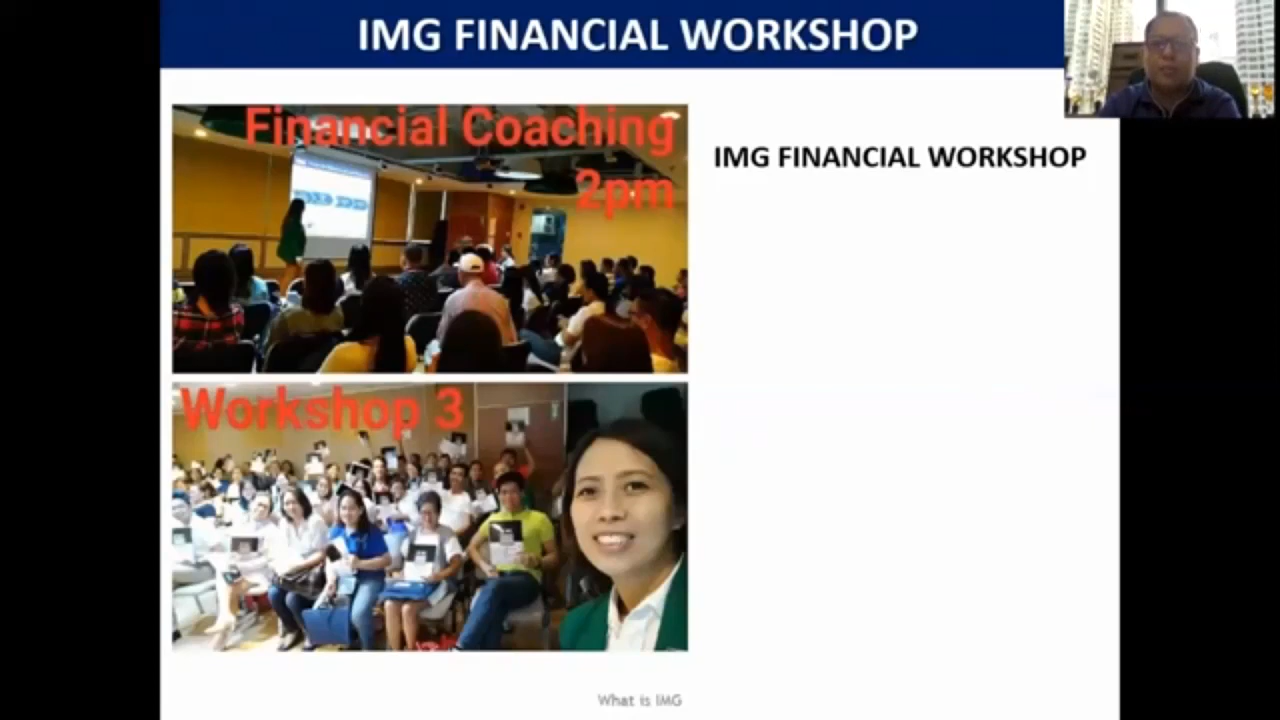 IMG FINANCIAL WORKSHOP
Financial Coaching
2pm
IMG FINANCIAL WORKSHOP
Workshop 3
What is IMG